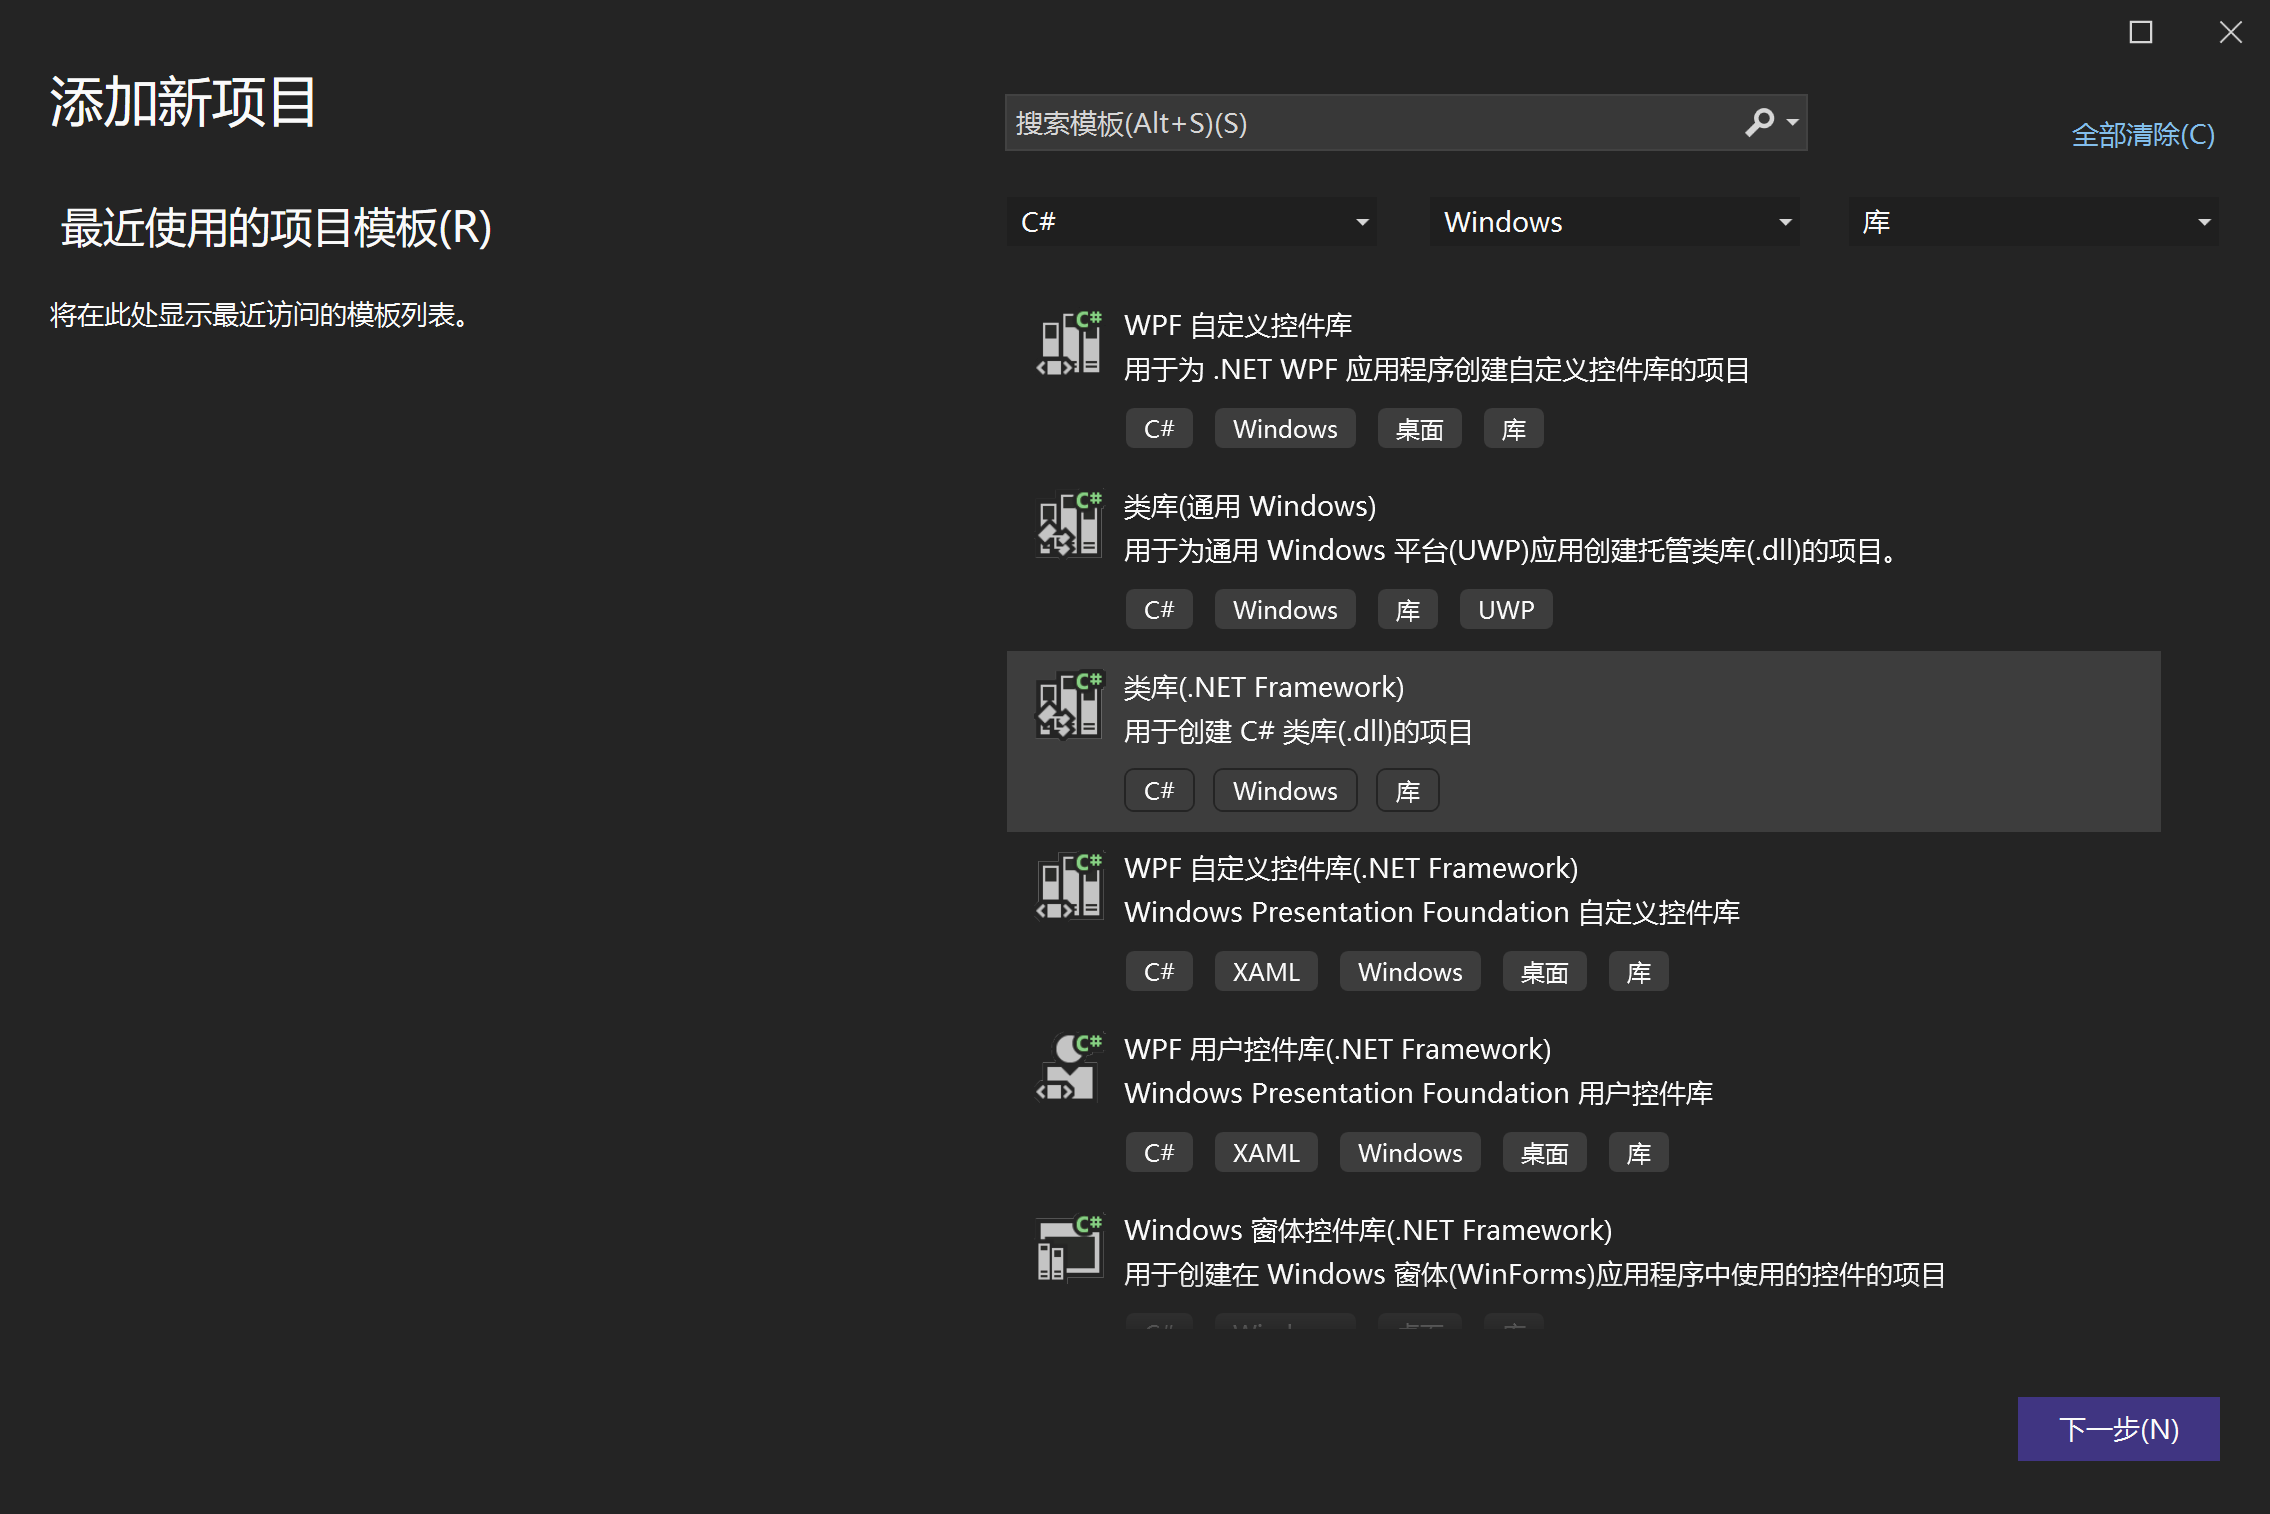 添加新项目
搜索模板(Alt+S)(S)
全部清除(C)
最近使用的项目模板(R)
将在此处显示最近访问的模板列表。
C# Windows 库
WPF 自定义控件库
用于为 .NET WPF 应用程序创建自定义控件库的项目
C# Windows 桌面 库
类库(通用 Windows)
用于为通用 Windows 平台(UWP)应用创建托管类库(.dll)的项目。
C# Windows 库 UWP
类库(.NET Framework)
用于创建 C# 类库(.dll)的项目
C# Windows 库
WPF 自定义控件库(.NET Framework)
Windows Presentation Foundation 自定义控件库
C# XAML Windows 桌面 库
WPF 用户控件库(.NET Framework)
Windows Presentation Foundation 用户控件库
C# XAML Windows 桌面 库
Windows 窗体控件库(.NET Framework)
用于创建在 Windows 窗体(WinForms)应用程序中使用的控件的项目
C# Windows 桌面 库
下一步(N)